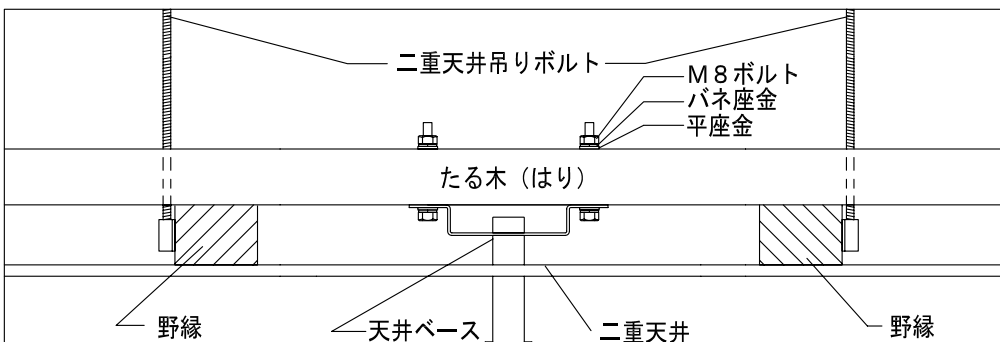 二重天井吊りボルト
Ｍ８ボルト
バネ座金
平座金
たる木（はり）
野縁
天井ベース
二重天井
野縁